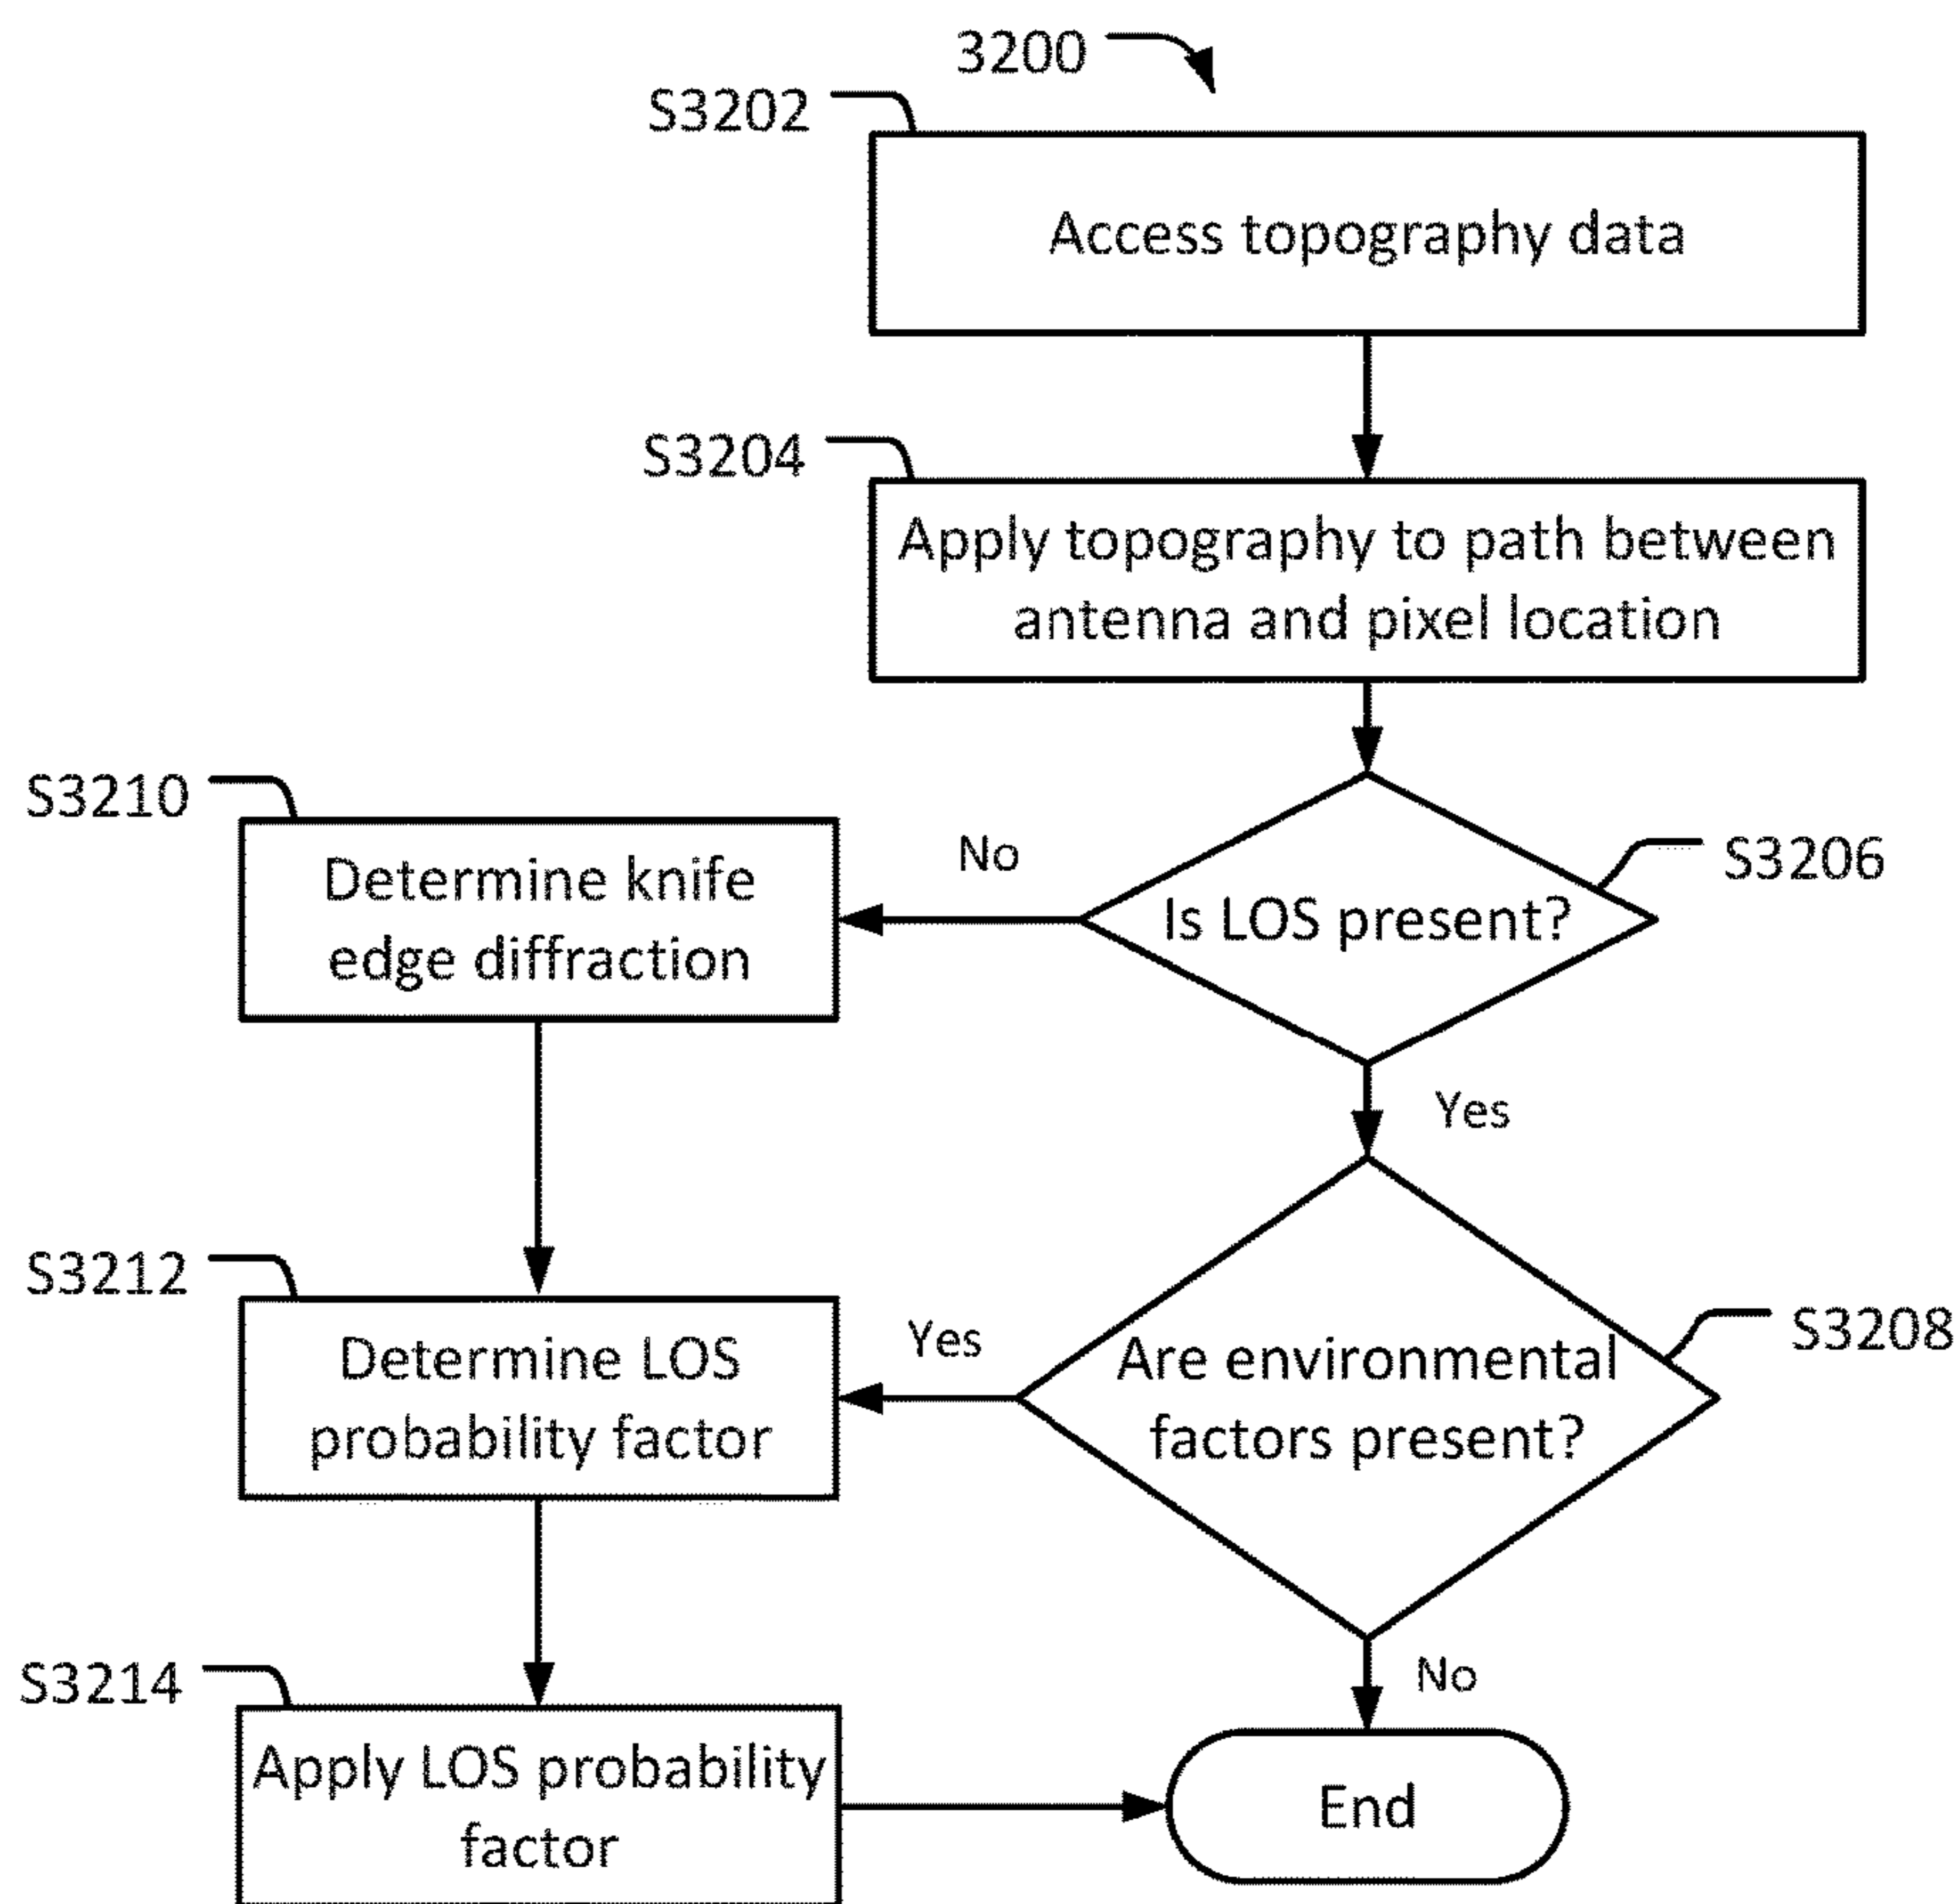 3200
S3202
Access topography data
S3204
Apply topography to path between
antenna and pixel location
S3210
Determine knife
edge diffraction
No
Is LOS present?
S3206
Yes
S3212
Determine LOS
probability factor
Yes
Are environmental
factors present?
S3208
S3214
Apply LOS probability
factor
No
End